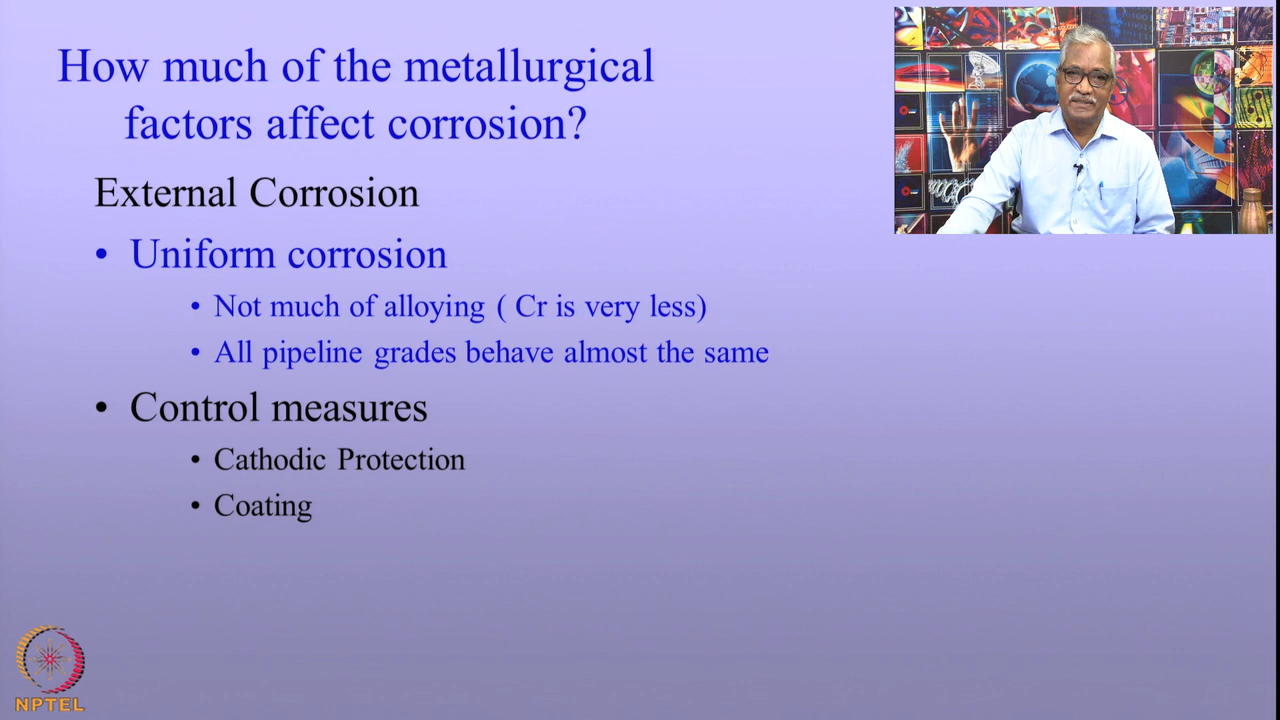 How much of the metallurgical
factors affect corrosion?
External Corrosion
• Uniform corrosion
• Not much of alloying ( Cr is very less)
• All pipeline grades behave almost the same
• Control measures
• Cathodic Protection
• Coating
NPTEL